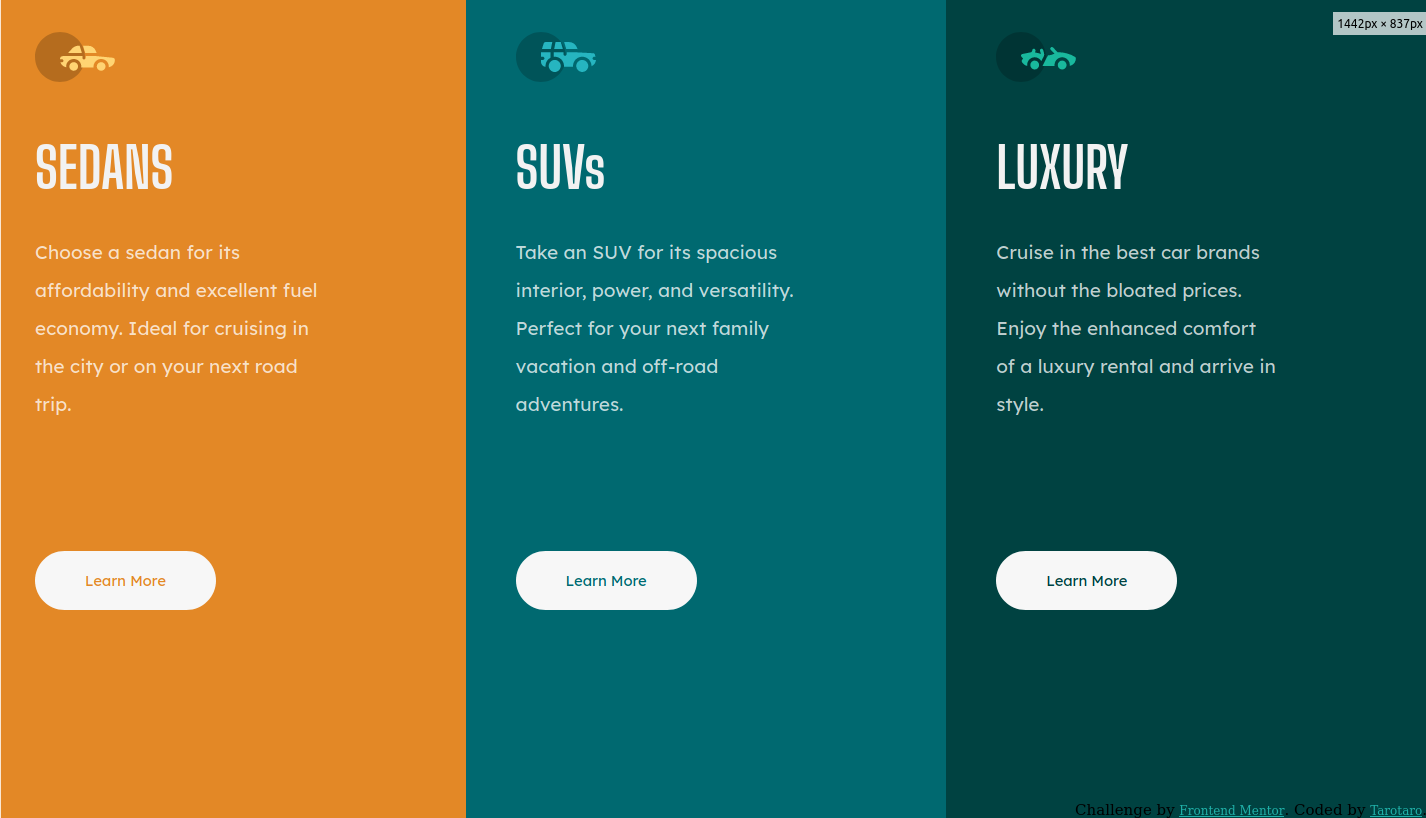 1442px × 837px
SEDANS
Choose a sedan for its
affordability and excellent fuel
economy. Ideal for cruising in
the city or on your next road
trip.
Learn More
SUVs
Take an SUV for its spacious
interior, power, and versatility.
Perfect for your next family
vacation and off-road
adventures.
Learn More
LUXURY
Cruise in the best car brands
without the bloated prices.
Enjoy the enhanced comfort
of a luxury rental and arrive in
style.
Learn More
Challenge by Frontend Mentor. Coded by Tarotaro